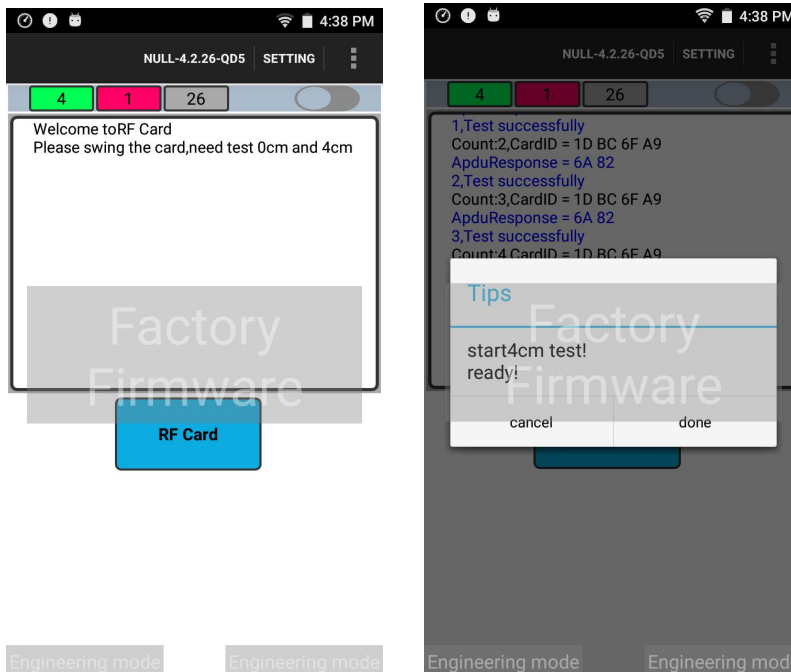 4:38 PM
NULL-4.2.26-QD5 SETTING
4 1 26
Welcome toRF Card
Please swing the card,need test 0cm and 4cm
Factory
Firmware
RF Card
Engineering mode Engineering mode
4:38 PM
NULL-4.2.26-QD5 SETTING
4 1 26
1,Test successfully
Count:2,CardID = 1D BC 6F A9
ApduResponse = 6A 82
2,Test successfully
Count:3,CardID = 1D BC 6F A9
ApduResponse = 6A 82
3,Test successfully
Count:4,CardID = 1D BC 6F A9
Tips
Factory
start4cm test!
ready!
Firmware
cancel done
Engineering mode Engineering mod